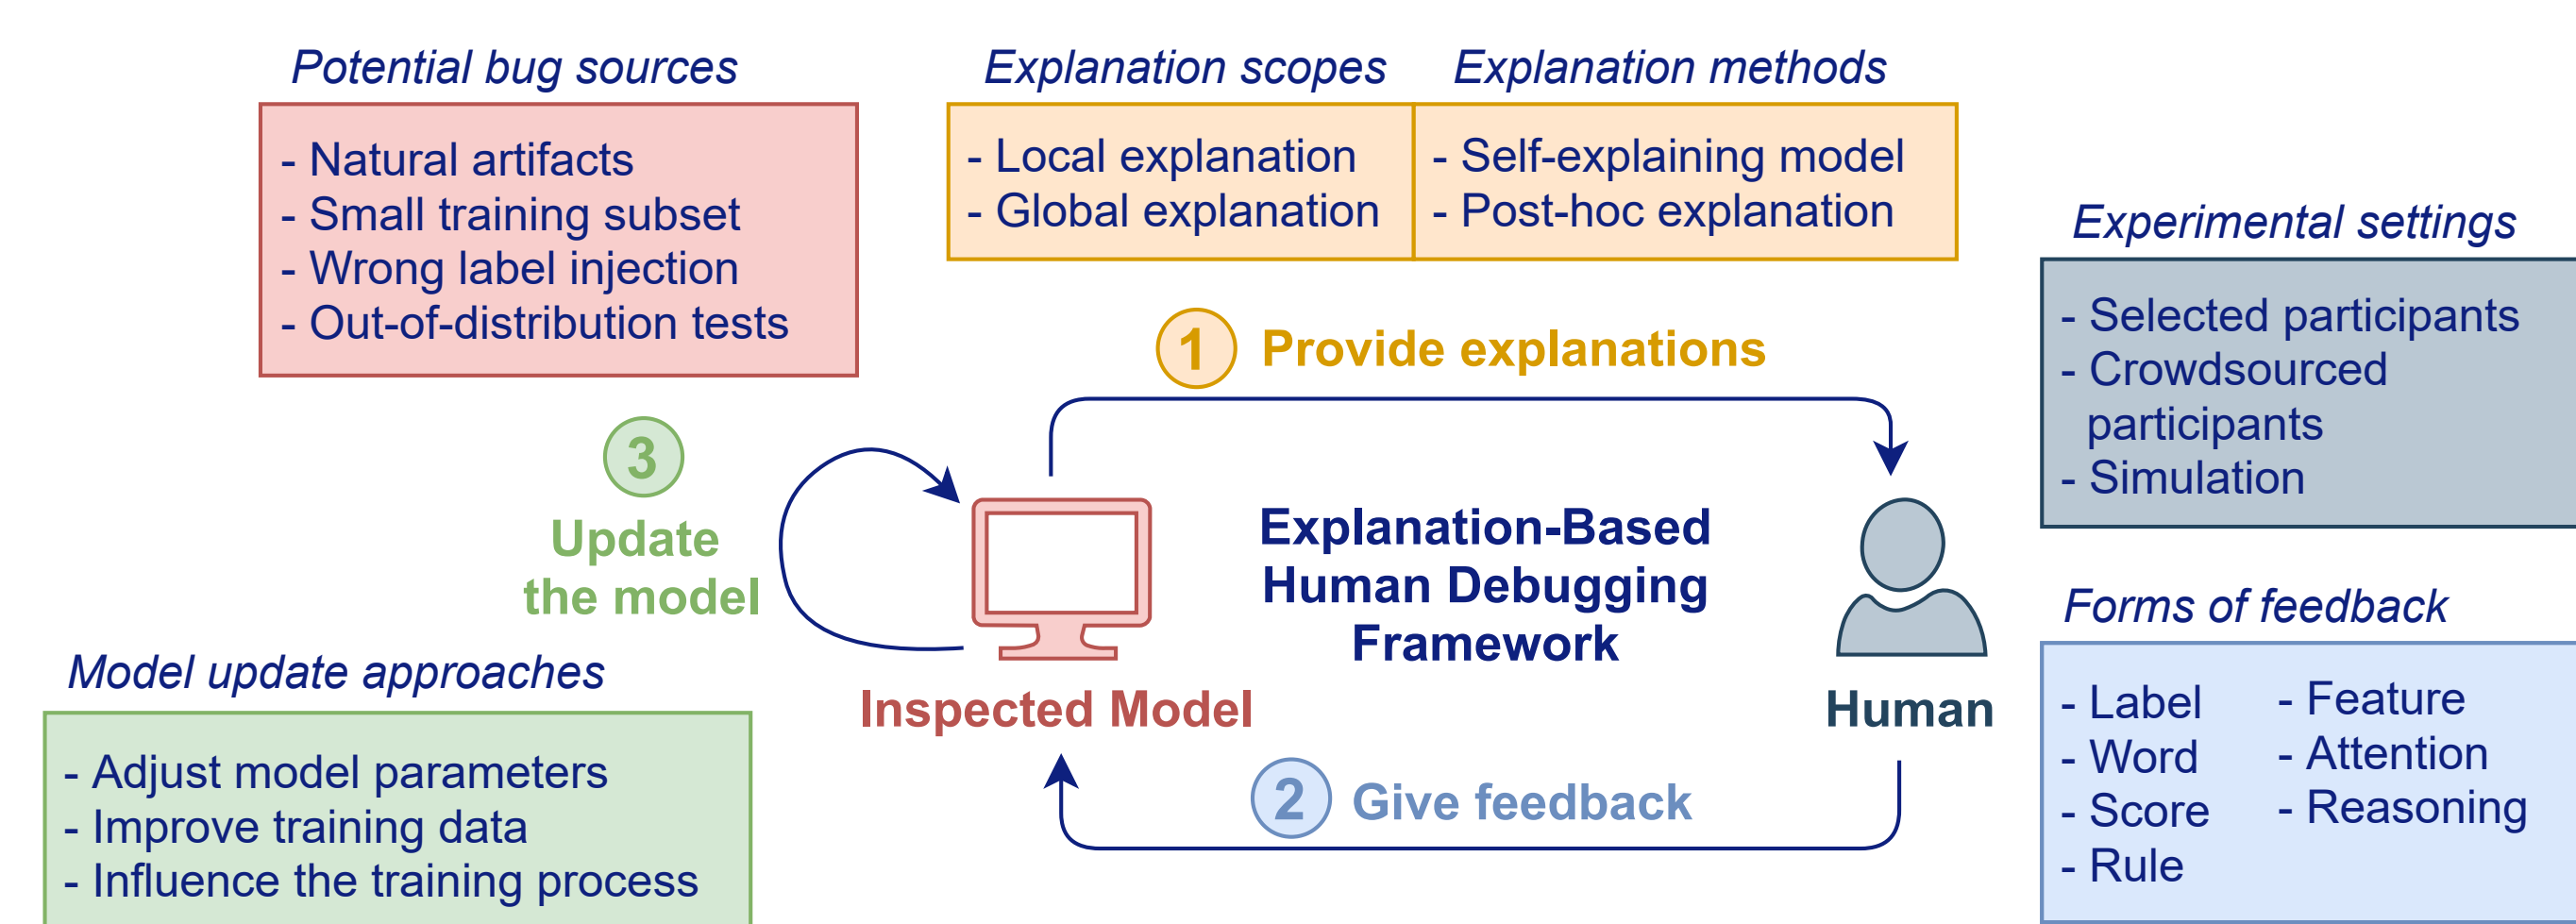 Potential bug sources
- Natural artifacts
- Small training subset
- Wrong label injection
- Out-of-distribution tests
Explanation scopes
- Local explanation
- Global explanation
Explanation methods
- Self-explaining model
- Post-hoc explanation
Experimental settings
- Selected participants
- Crowdsourced
participants
- Simulation
1 Provide explanations
3
Update
the model
Explanation-Based
Human Debugging
Framework
Inspected Model
Human
2 Give feedback
Model update approaches
- Adjust model parameters
- Improve training data
- Influence the training process
Forms of feedback
- Label
- Word
- Score
- Rule
- Feature
- Attention
- Reasoning